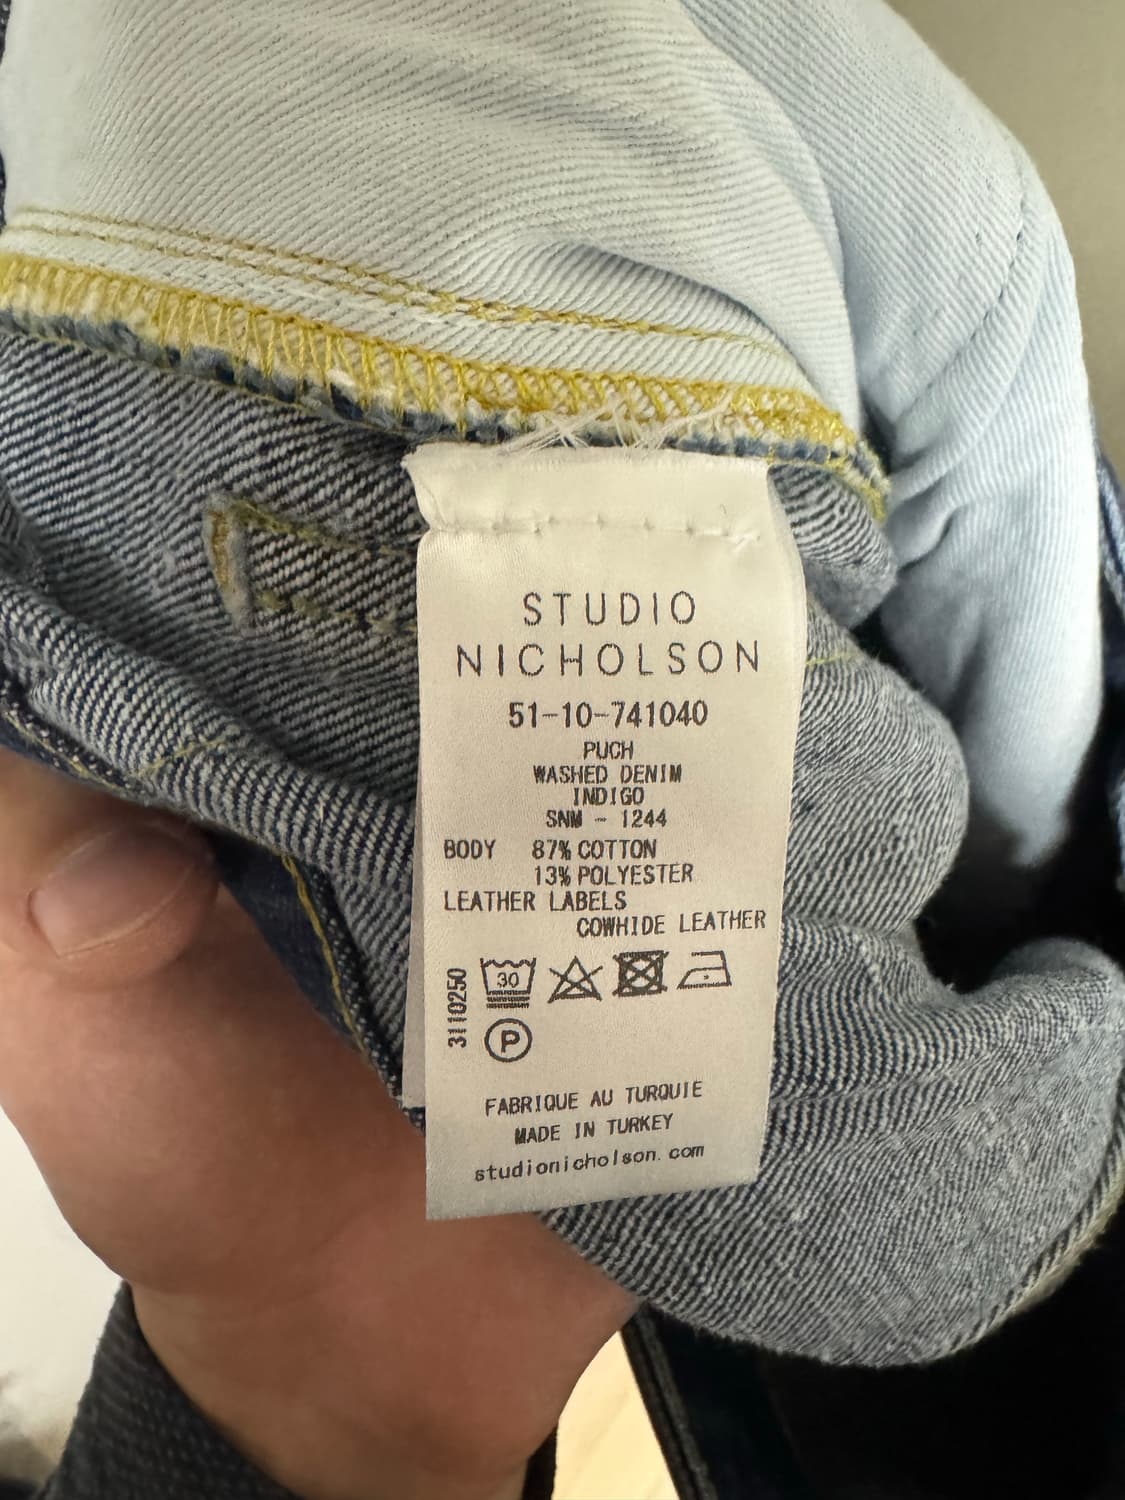 STUDIO
NICHOLSON
51-10-741040
PUCH
WASHED DENIM
INDIGO
SNM - 1244
BODY 87% COTTON
13% POLYESTER
LEATHER LABELS
COWHIDE LEATHER
3110250
30
P
FABRIQUE AU TURQUIE
MADE IN TURKEY
studionicholson.com